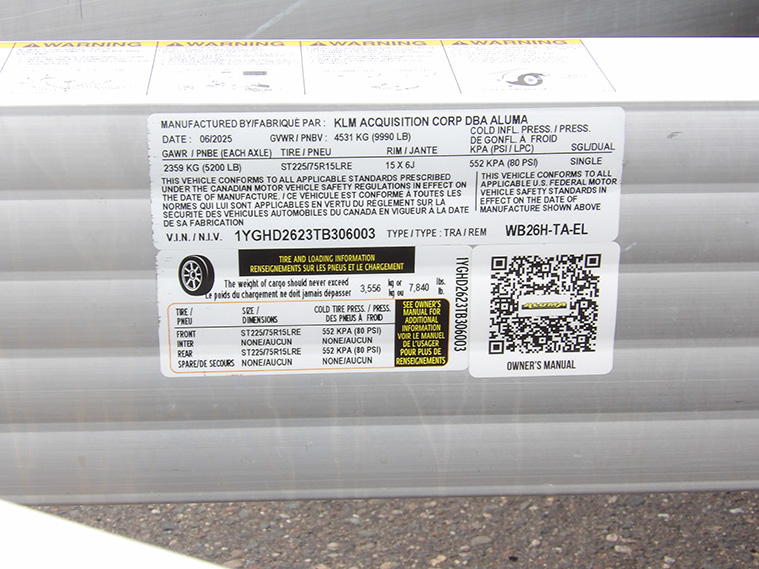 WARNING WARNING WARNING WARNING
MANUFACTURED BY/FABRIQUÉ PAR : KLM ACQUISITION CORP DBA ALUMA
DATE : 06/2025 GVWR / PNBV : 4531 KG (9990 LB) COLD INFL. PRESS. / PRESS.
DE GONFL. À FROID
GAWR / PNBE (EACH AXLE) TIRE / PNEU RIM / JANTE KPA (PSI / LPC) SGL/DUAL
2359 KG (5200 LB) ST225/75R15LRE 15 X 6J 552 KPA (80 PSI) SINGLE
THIS VEHICLE CONFORMS TO ALL APPLICABLE STANDARDS PRESCRIBED
UNDER THE CANADIAN MOTOR VEHICLE SAFETY REGULATIONS IN EFFECT ON
THE DATE OF MANUFACTURE. / CE VÉHICULE EST CONFORME À TOUTES LES
NORMES QUI LUI SONT APPLICABLES EN VERTU DU RÈGLEMENT SUR LA
SÉCURITÉ DES VÉHICULES AUTOMOBILES DU CANADA EN VIGUEUR À LA DATE
DE SA FABRICATION
THIS VEHICLE CONFORMS TO ALL
APPLICABLE U.S. FEDERAL MOTOR
VEHICLE SAFETY STANDARDS IN
EFFECT ON THE DATE OF
MANUFACTURE SHOWN ABOVE
V.I.N. / N.I.V. 1YGHD2623TB306003 TYPE / TYPE : TRA / REM WB26H-TA-EL
TIRE AND LOADING INFORMATION
RENSEIGNEMENTS SUR LES PNEUS ET LE CHARGEMENT
The weight of cargo should never exceed 3,556 kg or 7,840 lbs.
Le poids du chargement ne doit jamais dépasser kg ou lb.
TIRE / SIZE / COLD TIRE PRESS. / PRESS.
PNEU DIMENSIONS DES PNEUS À FROID
FRONT ST225/75R15LRE 552 KPA (80 PSI)
INTER NONE/AUCUN NONE/AUCUN
REAR ST225/75R15LRE 552 KPA (80 PSI)
SPARE/DE SECOURS NONE/AUCUN NONE/AUCUN
SEE OWNER'S
MANUAL FOR
ADDITIONAL
INFORMATION
VOIR LE MANUEL
DE L'USAGER
POUR PLUS DE
RENSEIGNEMENTS
1YGHD2623TB306003
ALUMA
OWNER'S MANUAL